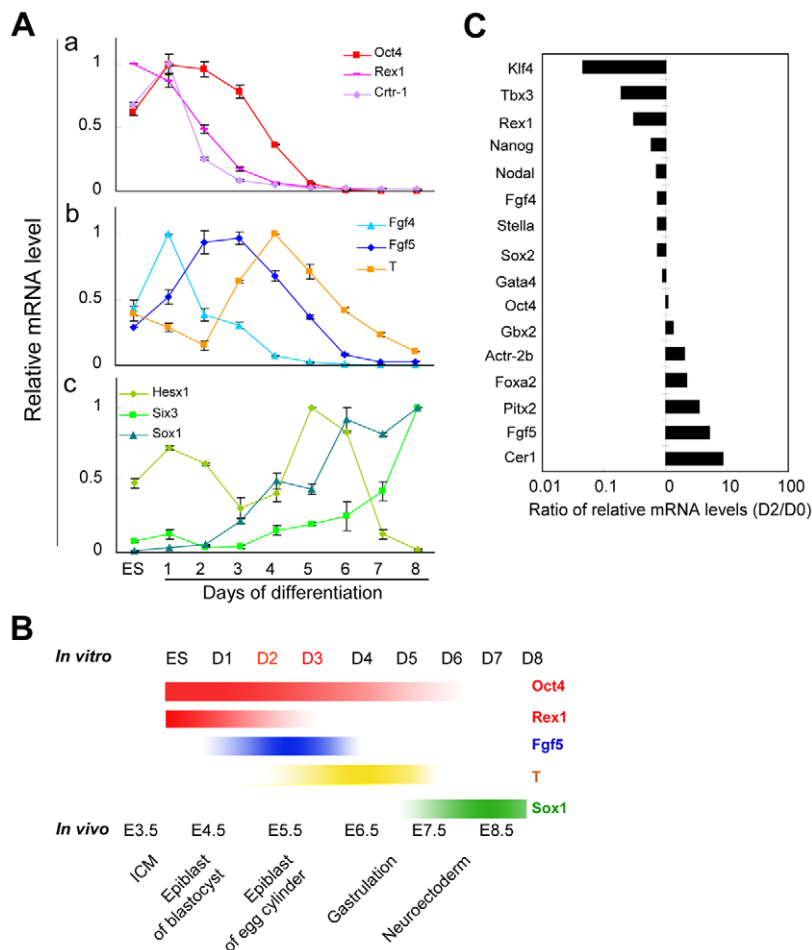 A
a
Relative mRNA level
1
0.5
0
Oct4
Rex1
Crtr-1
b
1
0.5
0
Fgf4
Fgf5
T
c
1
0.5
0
Hesx1
Six3
Sox1
ES 1 2 3 4 5 6 7 8
Days of differentiation
C
Klf4
Tbx3
Rex1
Nanog
Nodal
Fgf4
Stella
Sox2
Gata4
Oct4
Gbx2
Actr-2b
Foxa2
Pitx2
Fgf5
Cer1
0.01 0.1 0 10 100
Ratio of relative mRNA levels (D2/D0)
B
In vitro ES D1 D2 D3 D4 D5 D6 D7 D8
Oct4
Rex1
Fgf5
T
Sox1
In vivo E3.5 E4.5 E5.5 E6.5 E7.5 E8.5
ICM
Epiblast
of blastocyst
Epiblast
of egg cylinder
Gastrulation
Neuroectoderm